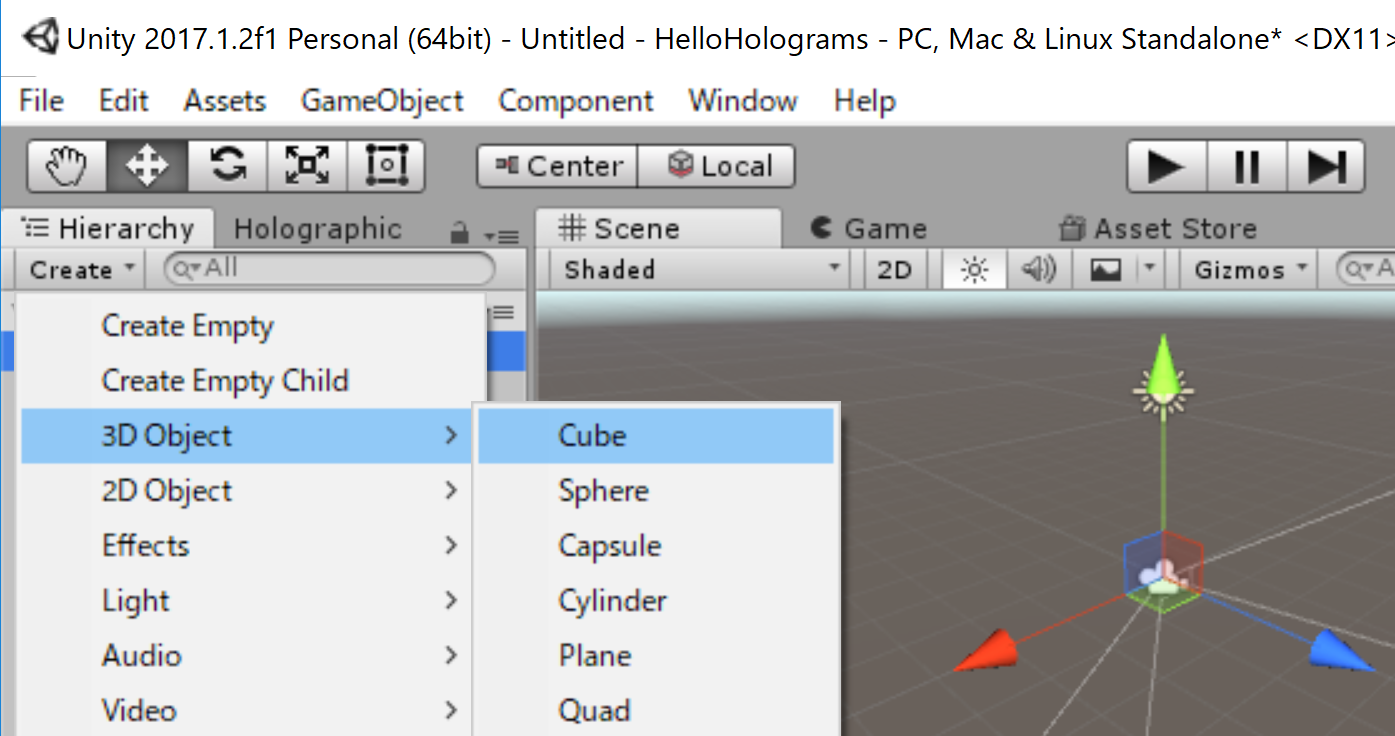 Unity 2017.1.2f1 Personal (64bit) - Untitled - HelloHolograms - PC, Mac & Linux Standalone* <DX11>
File Edit Assets GameObject Component Window Help
Center Local
Hierarchy Holographic Scene Game Asset Store
Create All Shaded 2D Gizmos
Create Empty
Create Empty Child
3D Object Cube
2D Object Sphere
Effects Capsule
Light Cylinder
Audio Plane
Video Quad